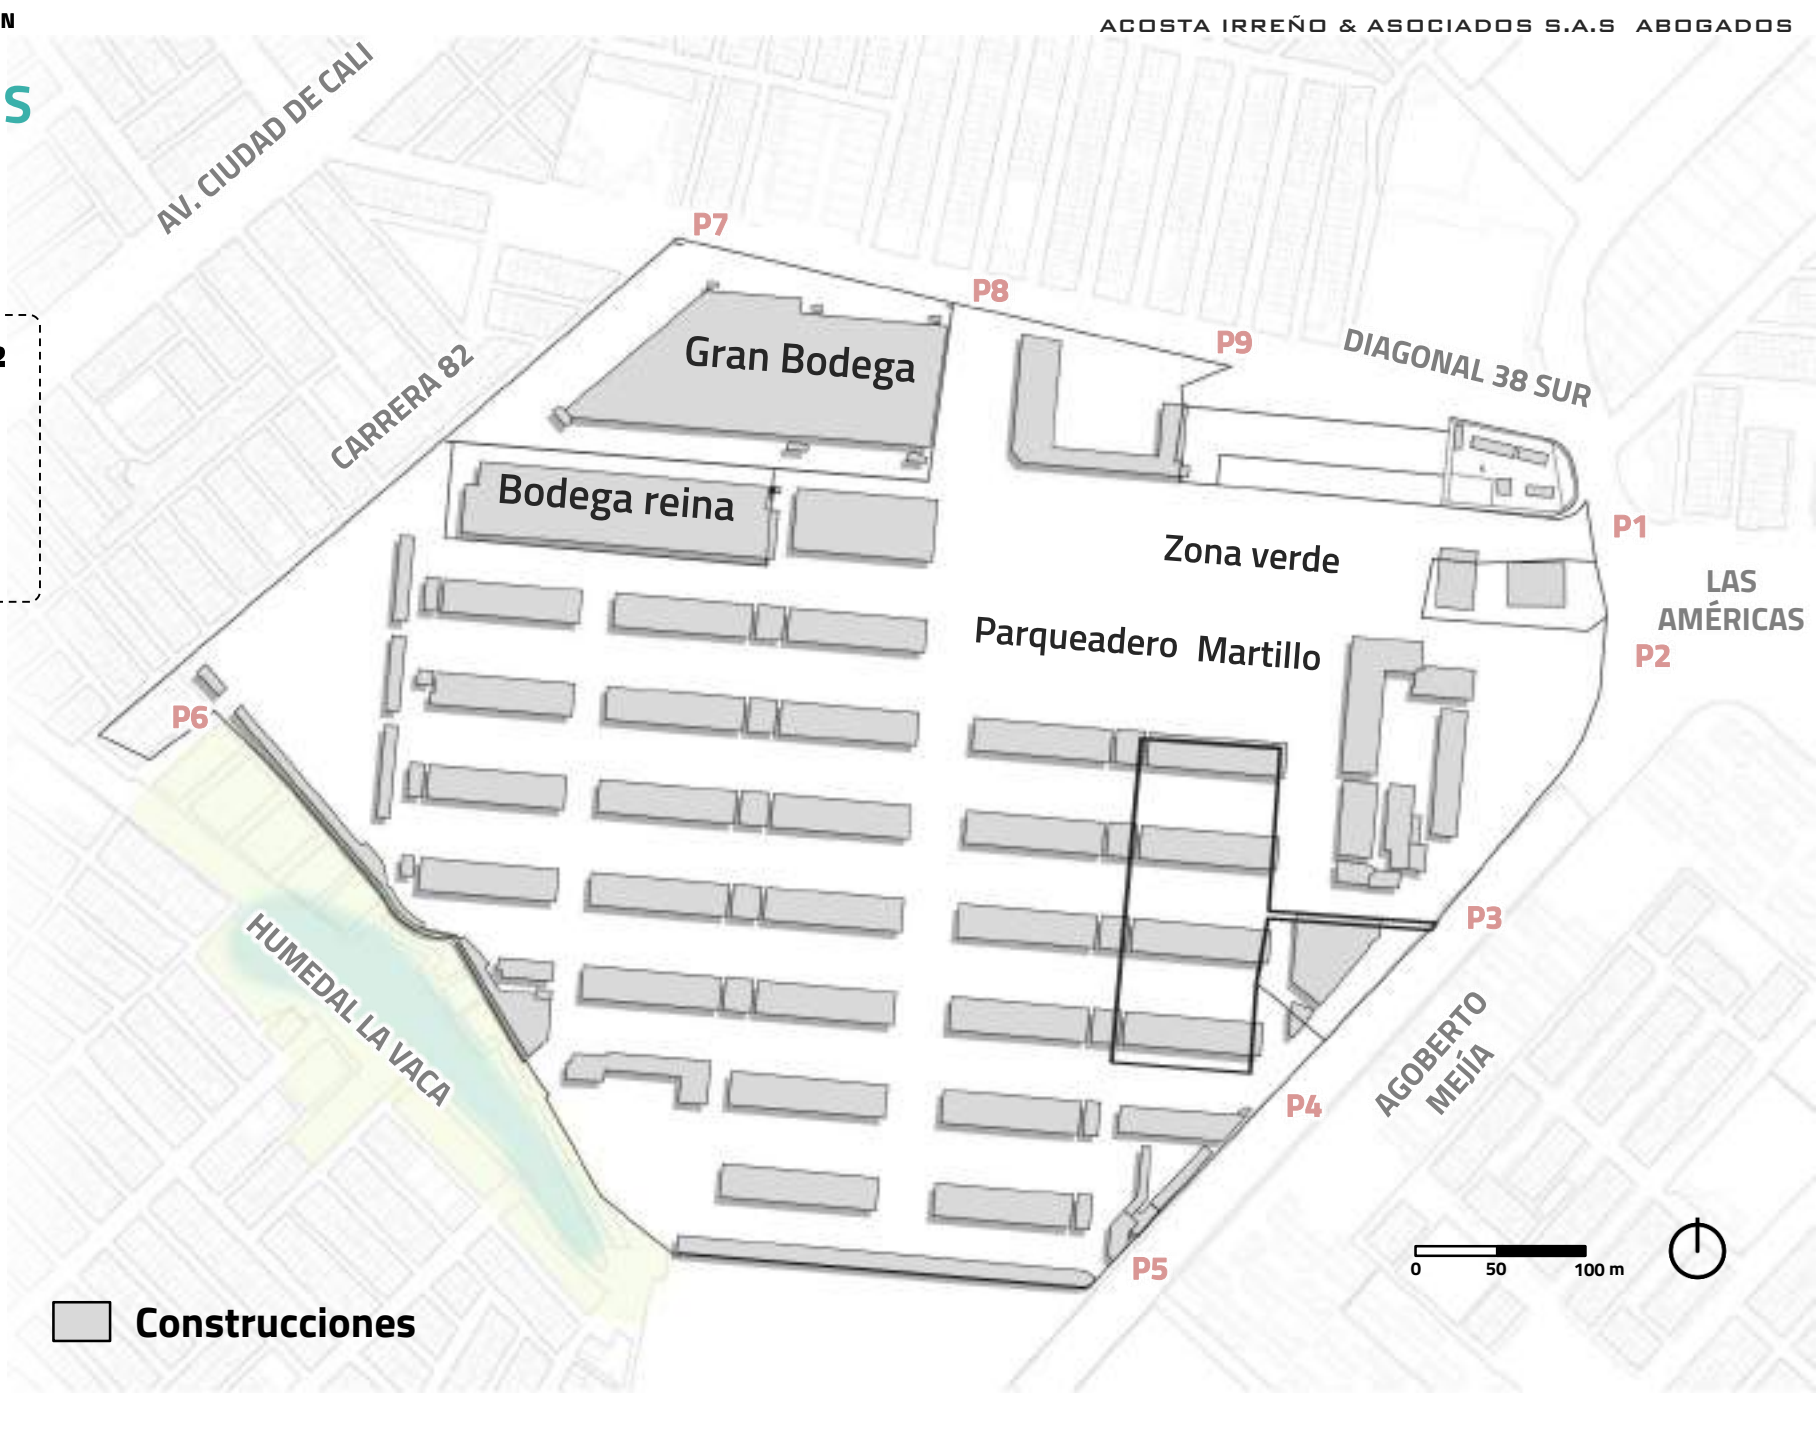 N
ACOSTA IRREÑO & ASOCIADOS S.A.S ABOGADOS
S
AV. CIUDAD DE CALI
P7
P8
P9
DIAGONAL 38 SUR
CARRERA 82
Gran Bodega
Bodega reina
P1
Zona verde
LAS
AMÉRICAS
Parqueadero Martillo
P2
P6
P3
HUMEDAL LA VACA
AGOBERTO
MEJÍA
P4
P5
0 50 100 m
Construcciones